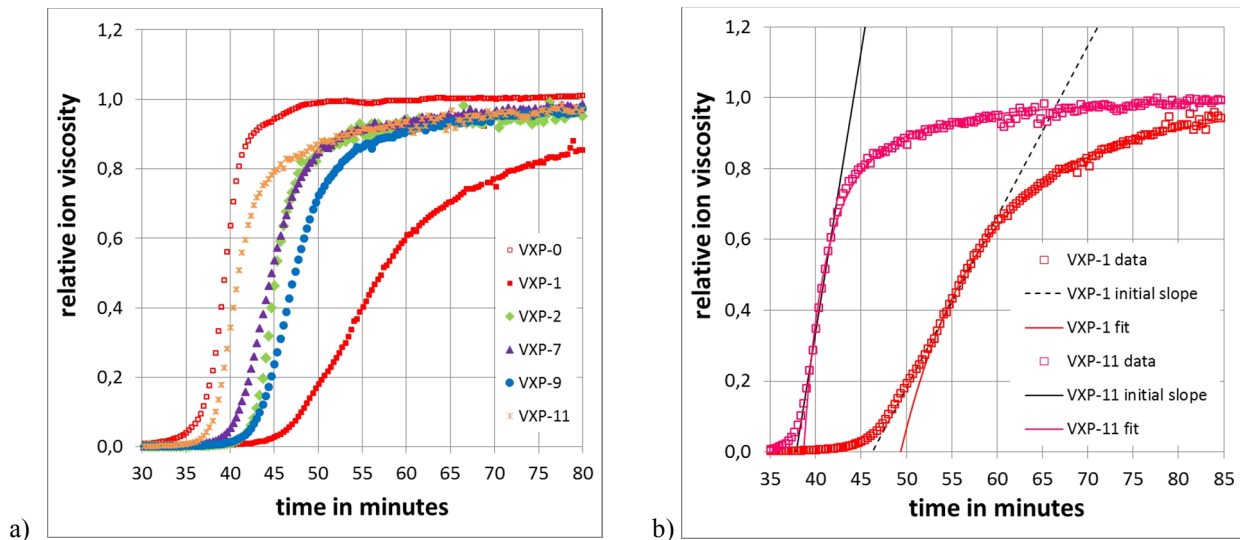 1,2
1,0
0,8
0,6
0,4
0,2
0,0
relative ion viscosity
30 35 40 45 50 55 60 65 70 75 80
time in minutes
VXP-0
VXP-1
VXP-2
VXP-7
VXP-9
VXP-11
a)
1,2
1,0
0,8
0,6
0,4
0,2
0,0
relative ion viscosity
35 40 45 50 55 60 65 70 75 80 85
time in minutes
VXP-1 data
VXP-1 initial slope
VXP-1 fit
VXP-11 data
VXP-11 initial slope
VXP-11 fit
b)